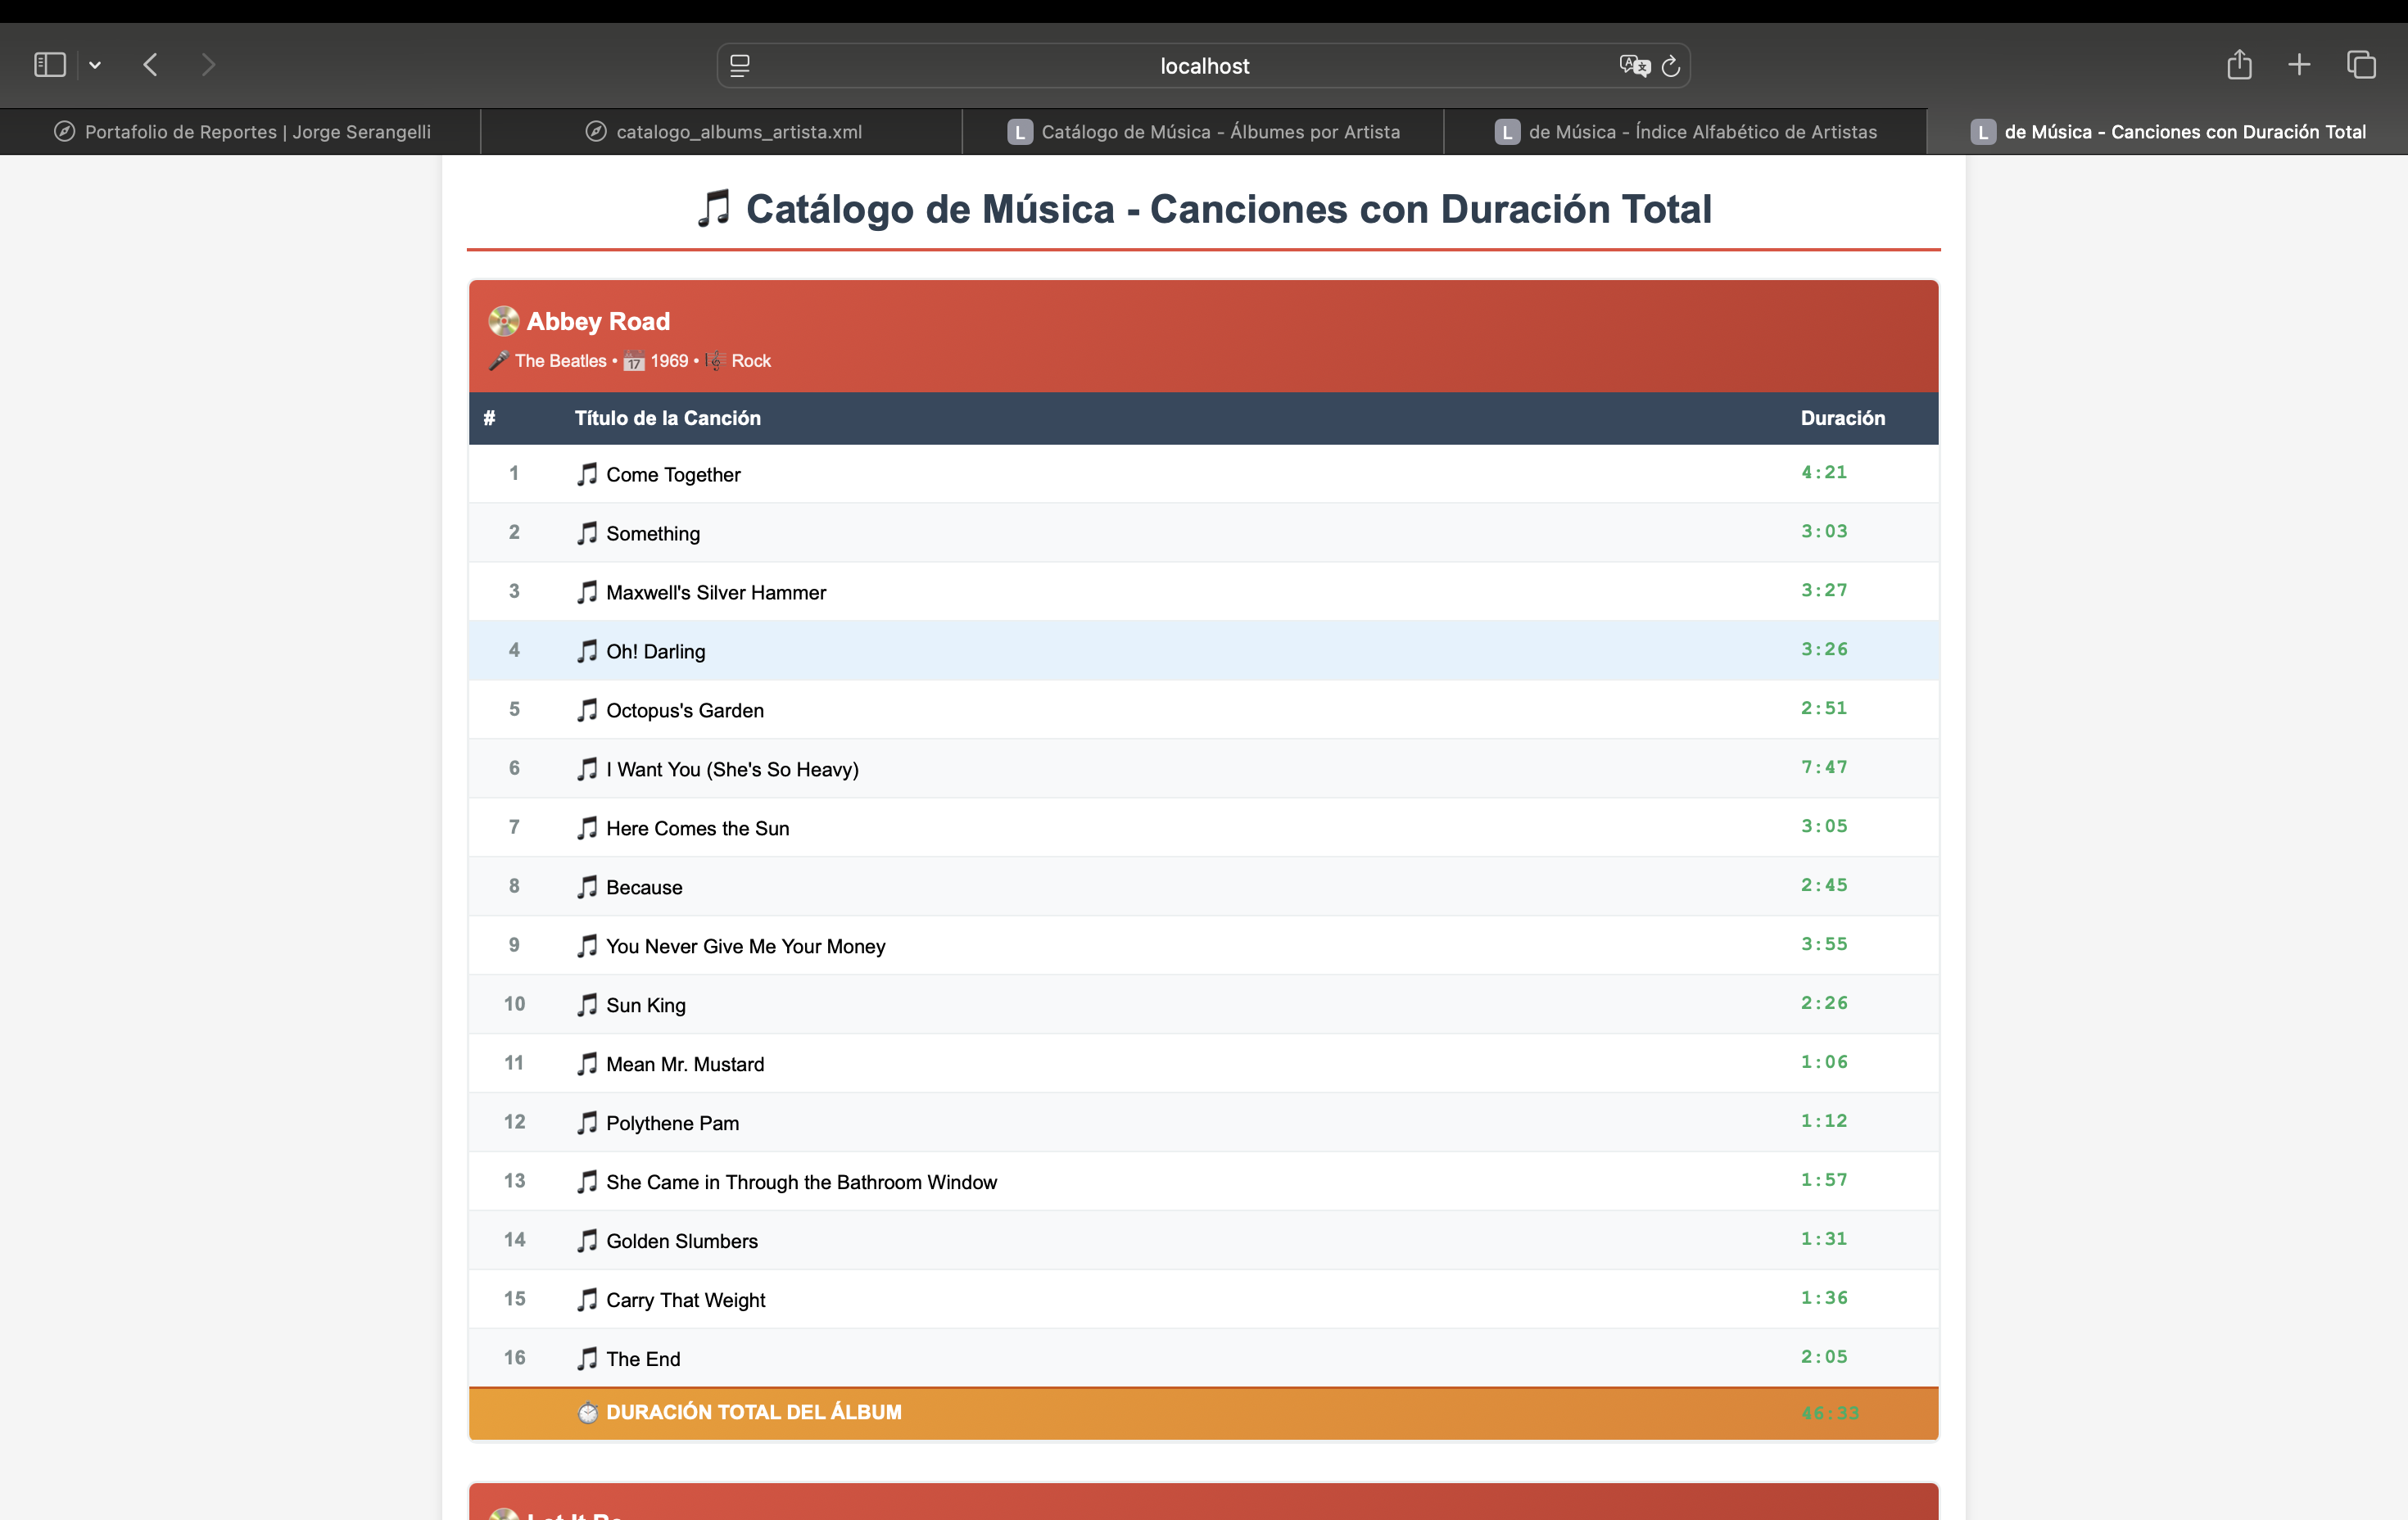 localhost
Portafolio de Reportes | Jorge Serangelli
catalogo_albums_artista.xml
L Catálogo de Música - Álbumes por Artista
L de Música - Índice Alfabético de Artistas
L de Música - Canciones con Duración Total
🎵 Catálogo de Música - Canciones con Duración Total
💿 Abbey Road
🎤 The Beatles • 📅 1969 • 🎼 Rock
# Título de la Canción Duración
1 🎵 Come Together 4:21
2 🎵 Something 3:03
3 🎵 Maxwell's Silver Hammer 3:27
4 🎵 Oh! Darling 3:26
5 🎵 Octopus's Garden 2:51
6 🎵 I Want You (She's So Heavy) 7:47
7 🎵 Here Comes the Sun 3:05
8 🎵 Because 2:45
9 🎵 You Never Give Me Your Money 3:55
10 🎵 Sun King 2:26
11 🎵 Mean Mr. Mustard 1:06
12 🎵 Polythene Pam 1:12
13 🎵 She Came in Through the Bathroom Window 1:57
14 🎵 Golden Slumbers 1:31
15 🎵 Carry That Weight 1:36
16 🎵 The End 2:05
⏱️ DURACIÓN TOTAL DEL ÁLBUM 46:33